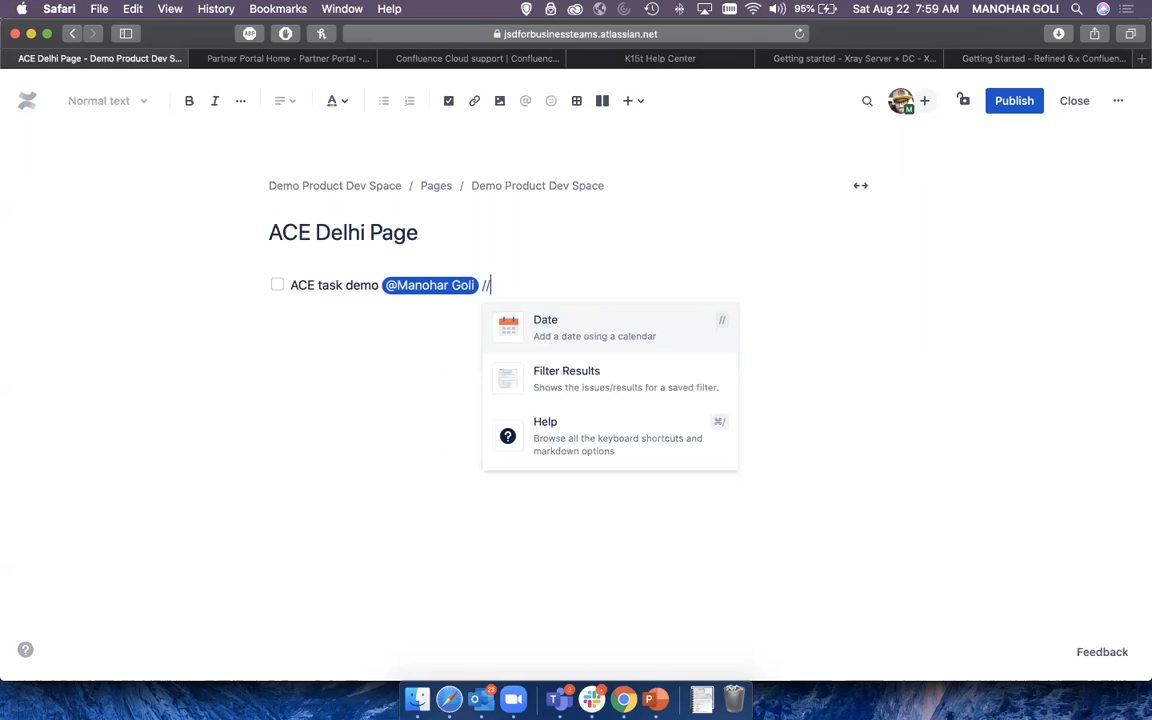 Safari File Edit View History Bookmarks Window Help 95% Sat Aug 22 7:59 AM MANOHAR GOLI
ABP jsdforbusinessteams.atlassian.net
ACE Delhi Page - Demo Product Dev S... Partner Portal Home - Partner Portal -... Confluence Cloud support | Confluenc... K15t Help Center Getting started - Xray Server + DC - X... Getting Started - Refined 6.x Confluen...
Normal text B I ... A @ + M + Publish Close ...
Demo Product Dev Space / Pages / Demo Product Dev Space
ACE Delhi Page
ACE task demo @Manohar Goli //
Date //
Add a date using a calendar
Filter Results
Shows the issues/results for a saved filter.
Help ⌘/
Browse all the keyboard shortcuts and
markdown options
? Feedback